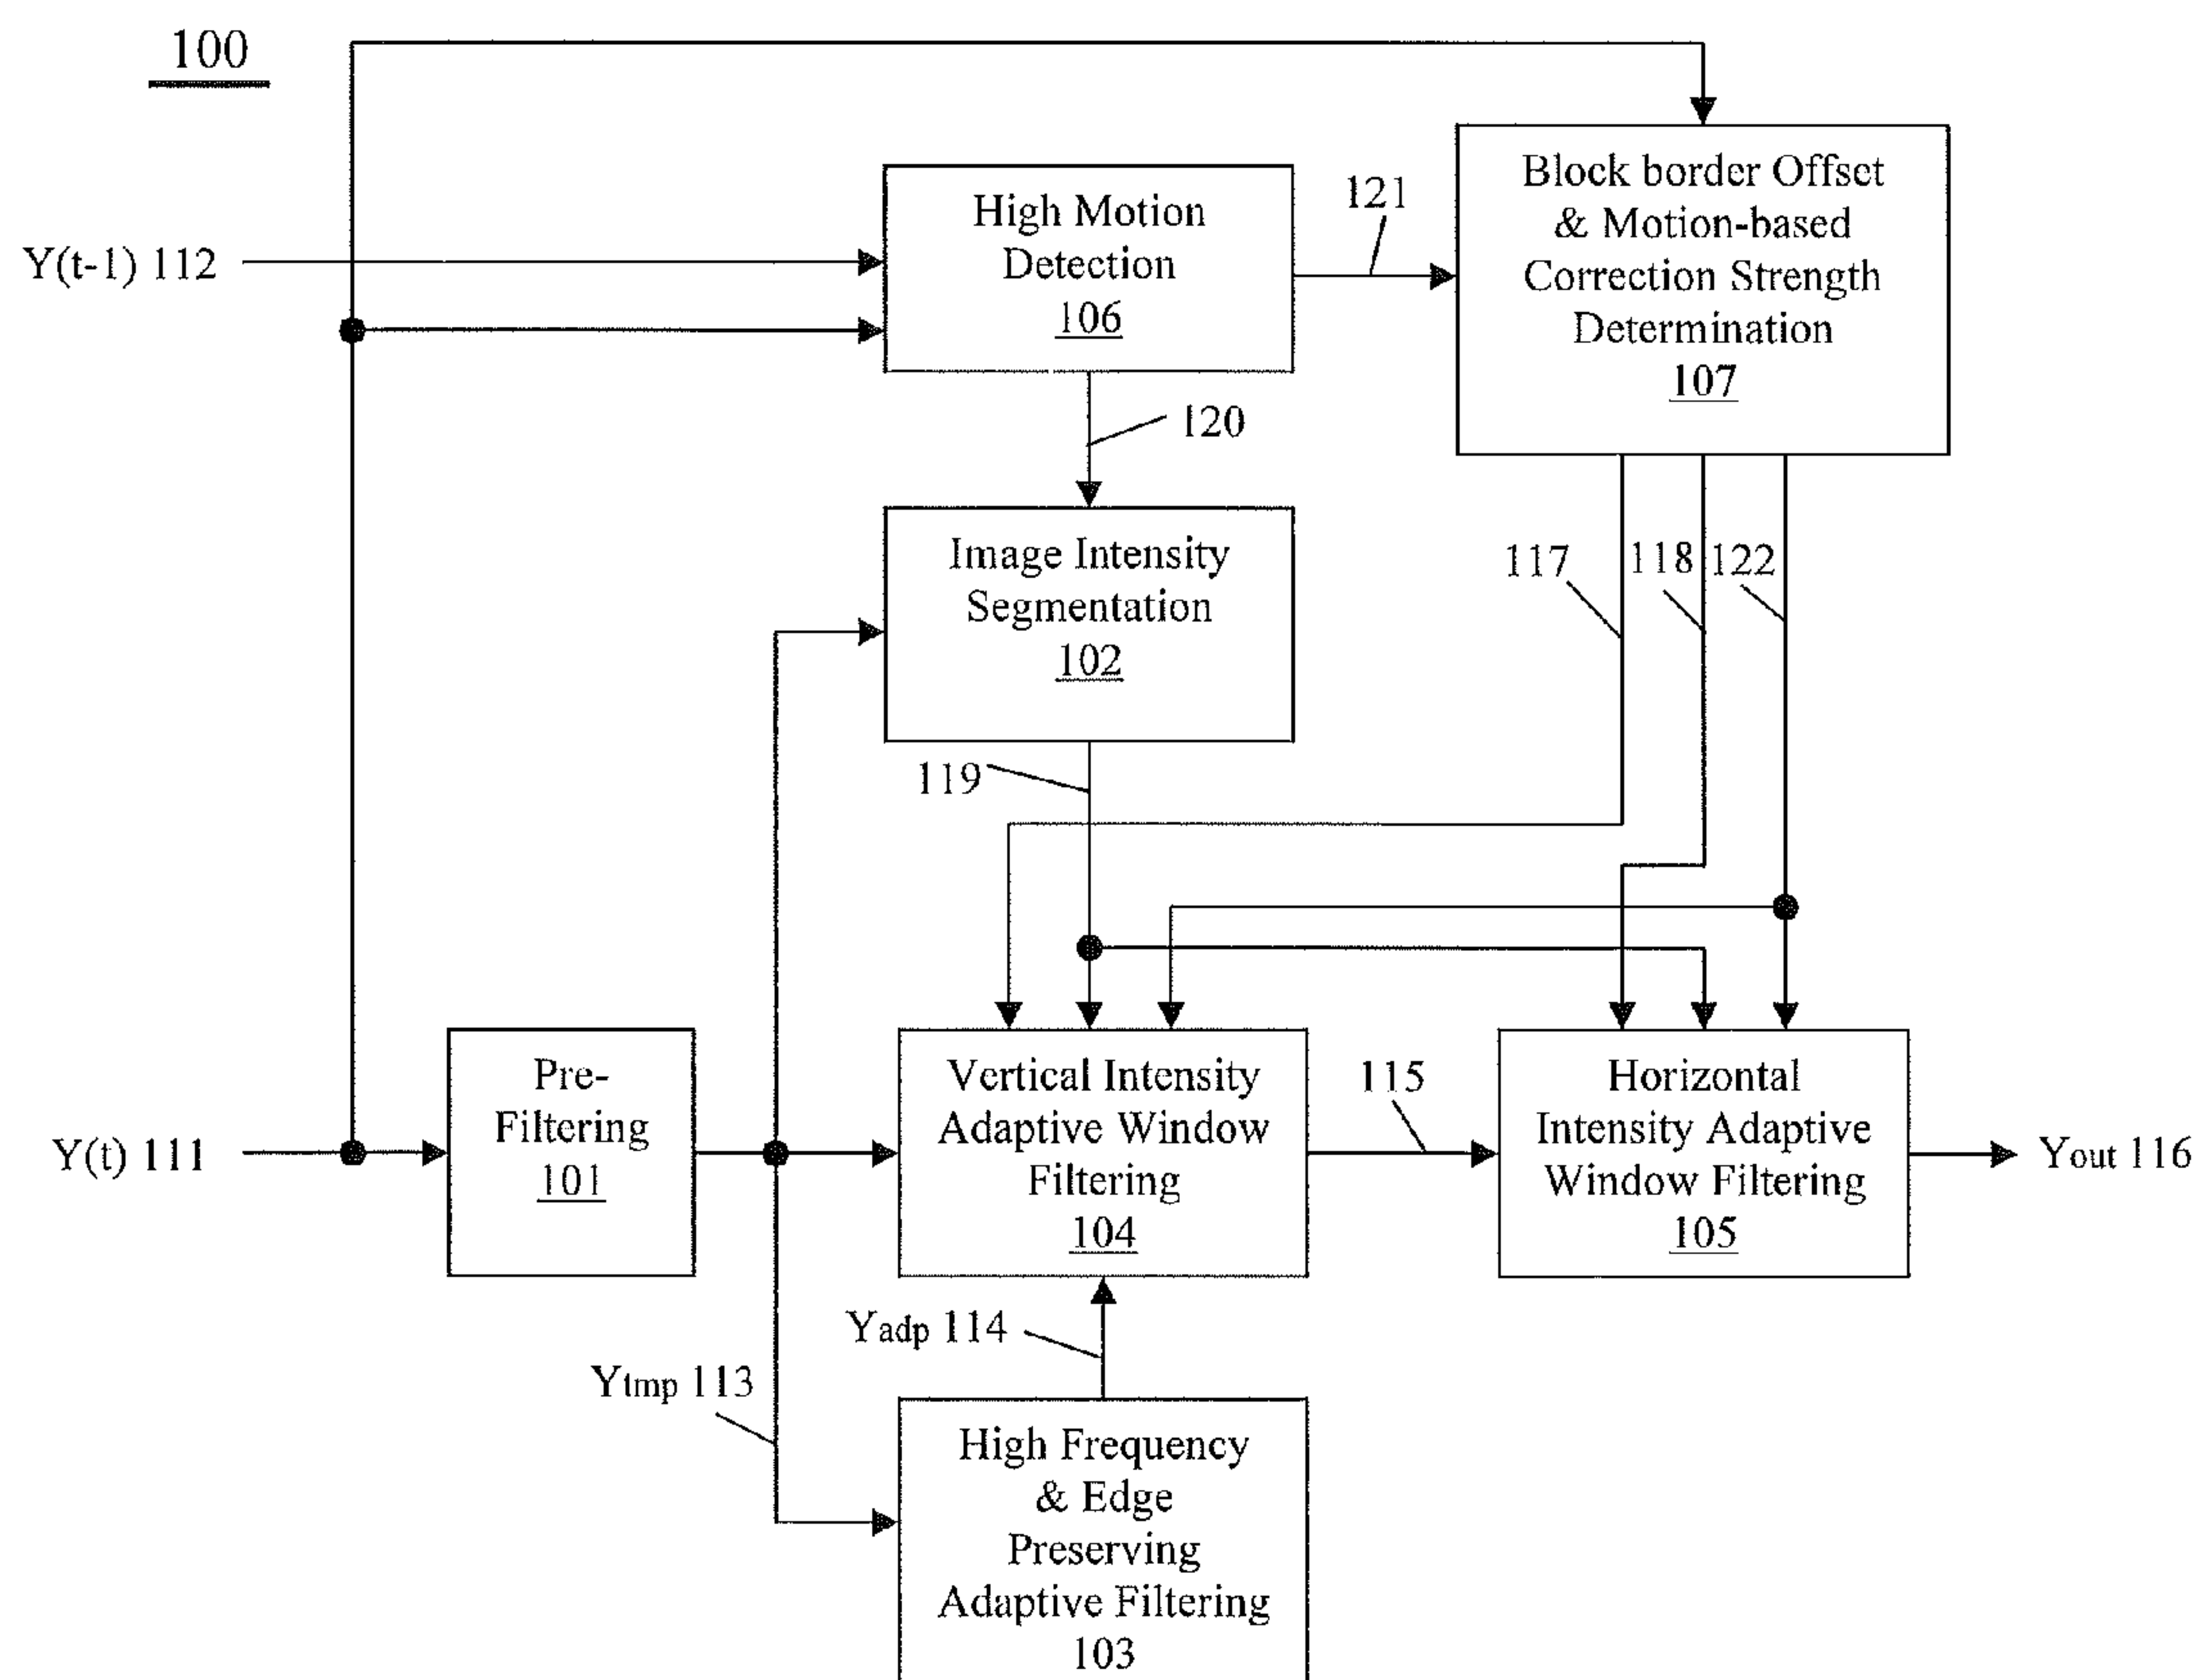 100
Y(t-1) 112
High Motion
Detection
106
121
Block border Offset
& Motion-based
Correction Strength
Determination
107
120
Image Intensity
Segmentation
102
117
118
122
119
Y(t) 111
Pre-
Filtering
101
Vertical Intensity
Adaptive Window
Filtering
104
115
Horizontal
Intensity Adaptive
Window Filtering
105
Yout 116
Yadp 114
Ytmp 113
High Frequency
& Edge
Preserving
Adaptive Filtering
103